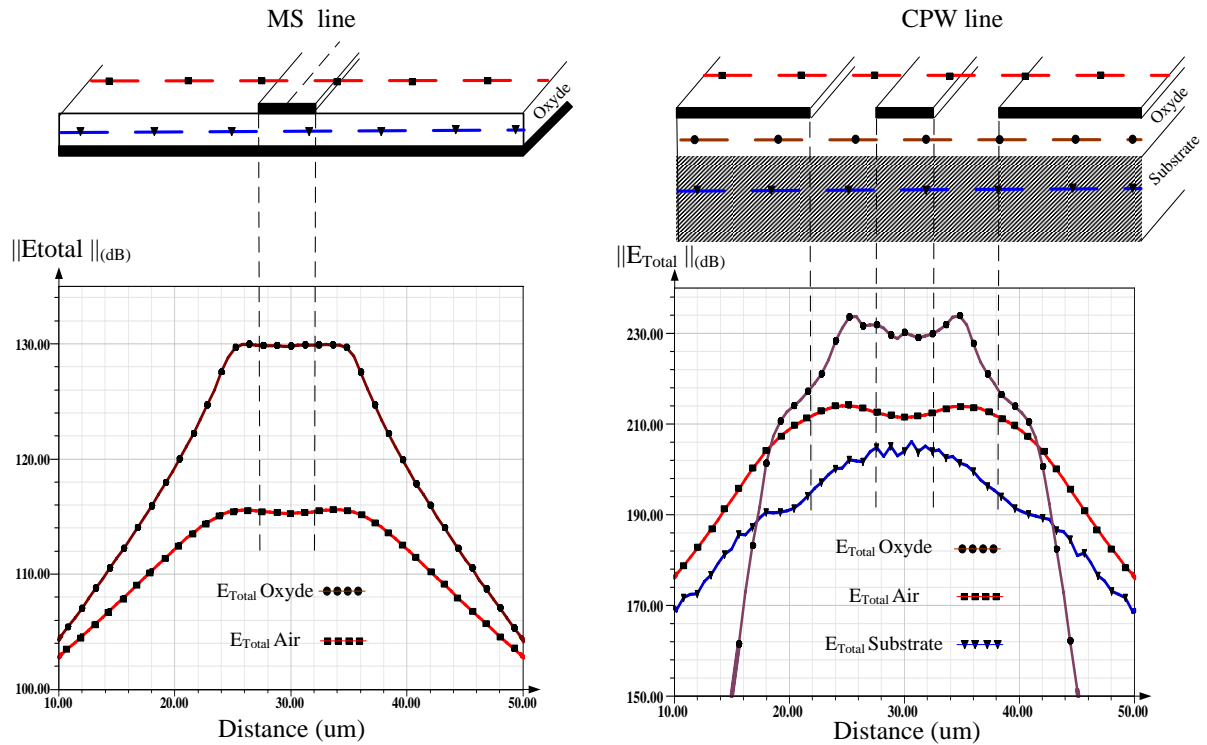 MS line
CPW line
Oxyde
Oxyde
Substrate
||Etotal ||(dB)
130.00
120.00
110.00
100.00
10.00 20.00 30.00 40.00 50.00
Distance (um)
ETotal Oxyde
ETotal Air
||ETotal ||(dB)
230.00
210.00
190.00
170.00
150.00
10.00 20.00 30.00 40.00 50.00
Distance (um)
ETotal Oxyde
ETotal Air
ETotal Substrate